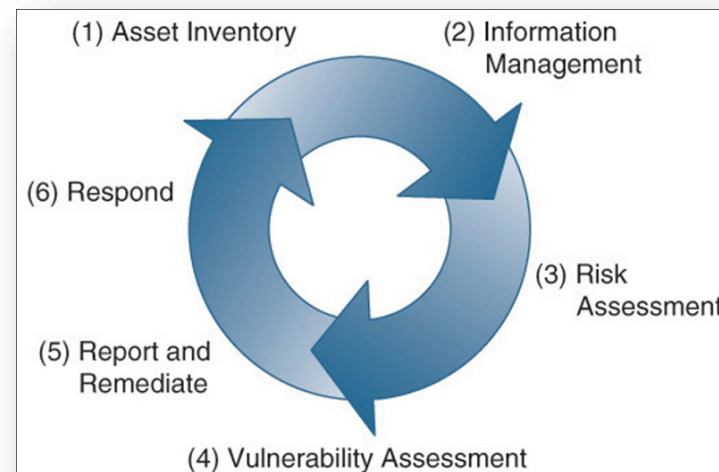 (1) Asset Inventory
(2) Information
Management
(3) Risk
Assessment
(4) Vulnerability Assessment
(5) Report and
Remediate
(6) Respond